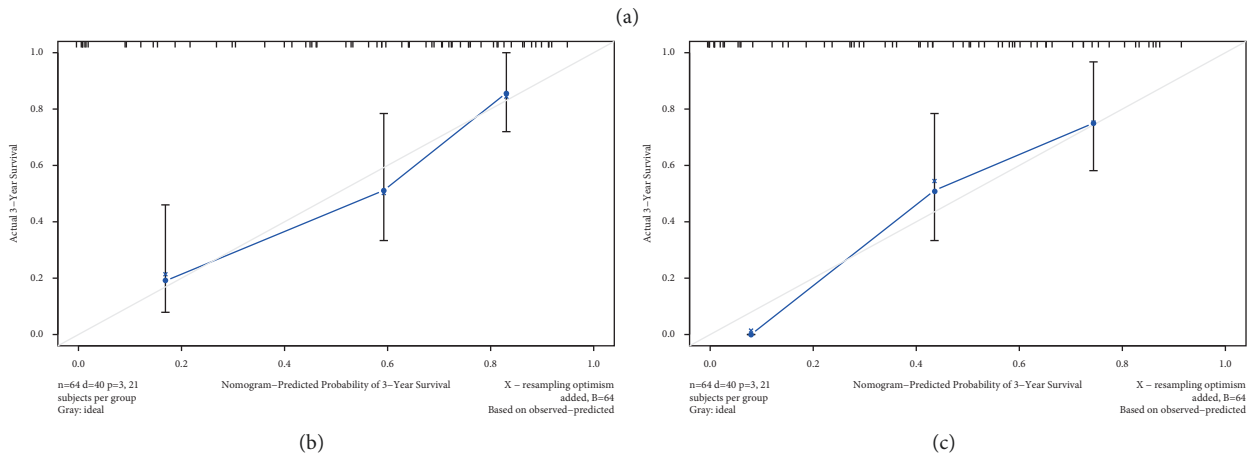 (a)
1.0
0.8
0.6
0.4
0.2
0.0
Actual 3−Year Survival
0.0 0.2 0.4 0.6 0.8 1.0
n=64 d=40 p=3, 21
subjects per group
Gray: ideal
Nomogram−Predicted Probability of 3−Year Survival
X − resampling optimism
added, B=64
Based on observed−predicted
(b)
1.0
0.8
0.6
0.4
0.2
0.0
Actual 3−Year Survival
0.0 0.2 0.4 0.6 0.8 1.0
n=64 d=40 p=3, 21
subjects per group
Gray: ideal
Nomogram−Predicted Probability of 3−Year Survival
X − resampling optimism
added, B=64
Based on observed−predicted
(c)